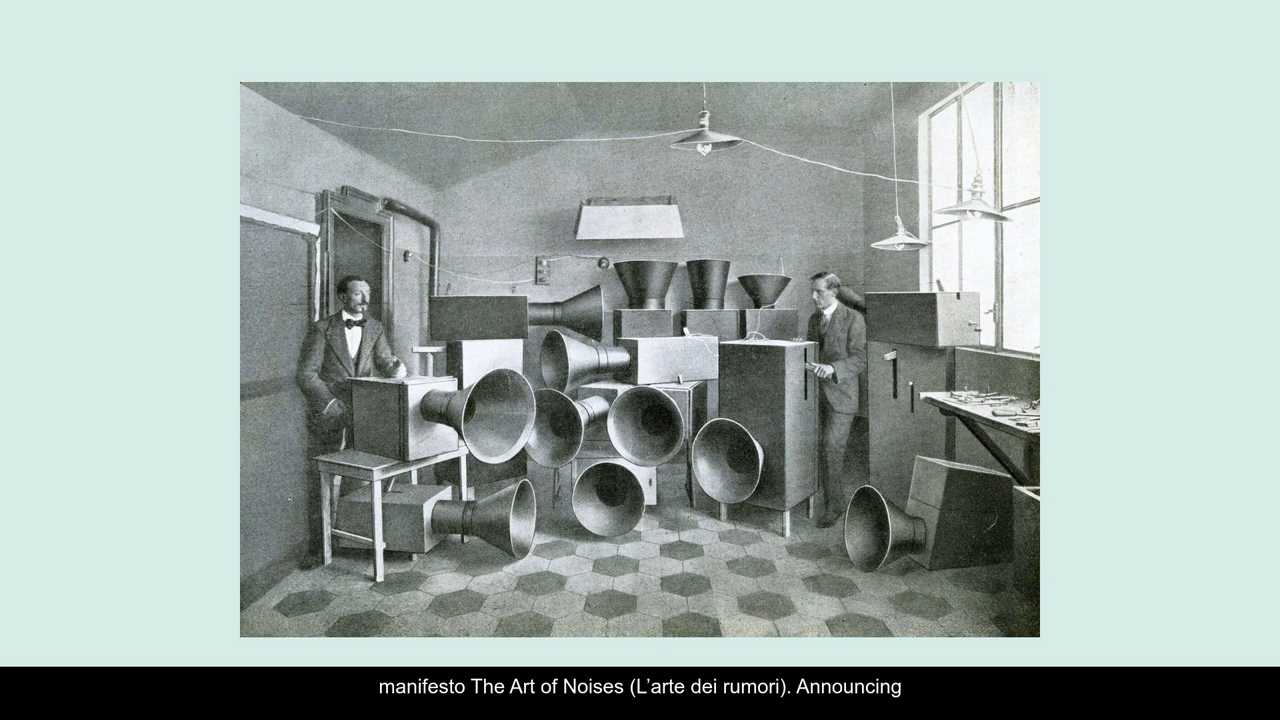 manifesto The Art of Noises (L’arte dei rumori). Announcing